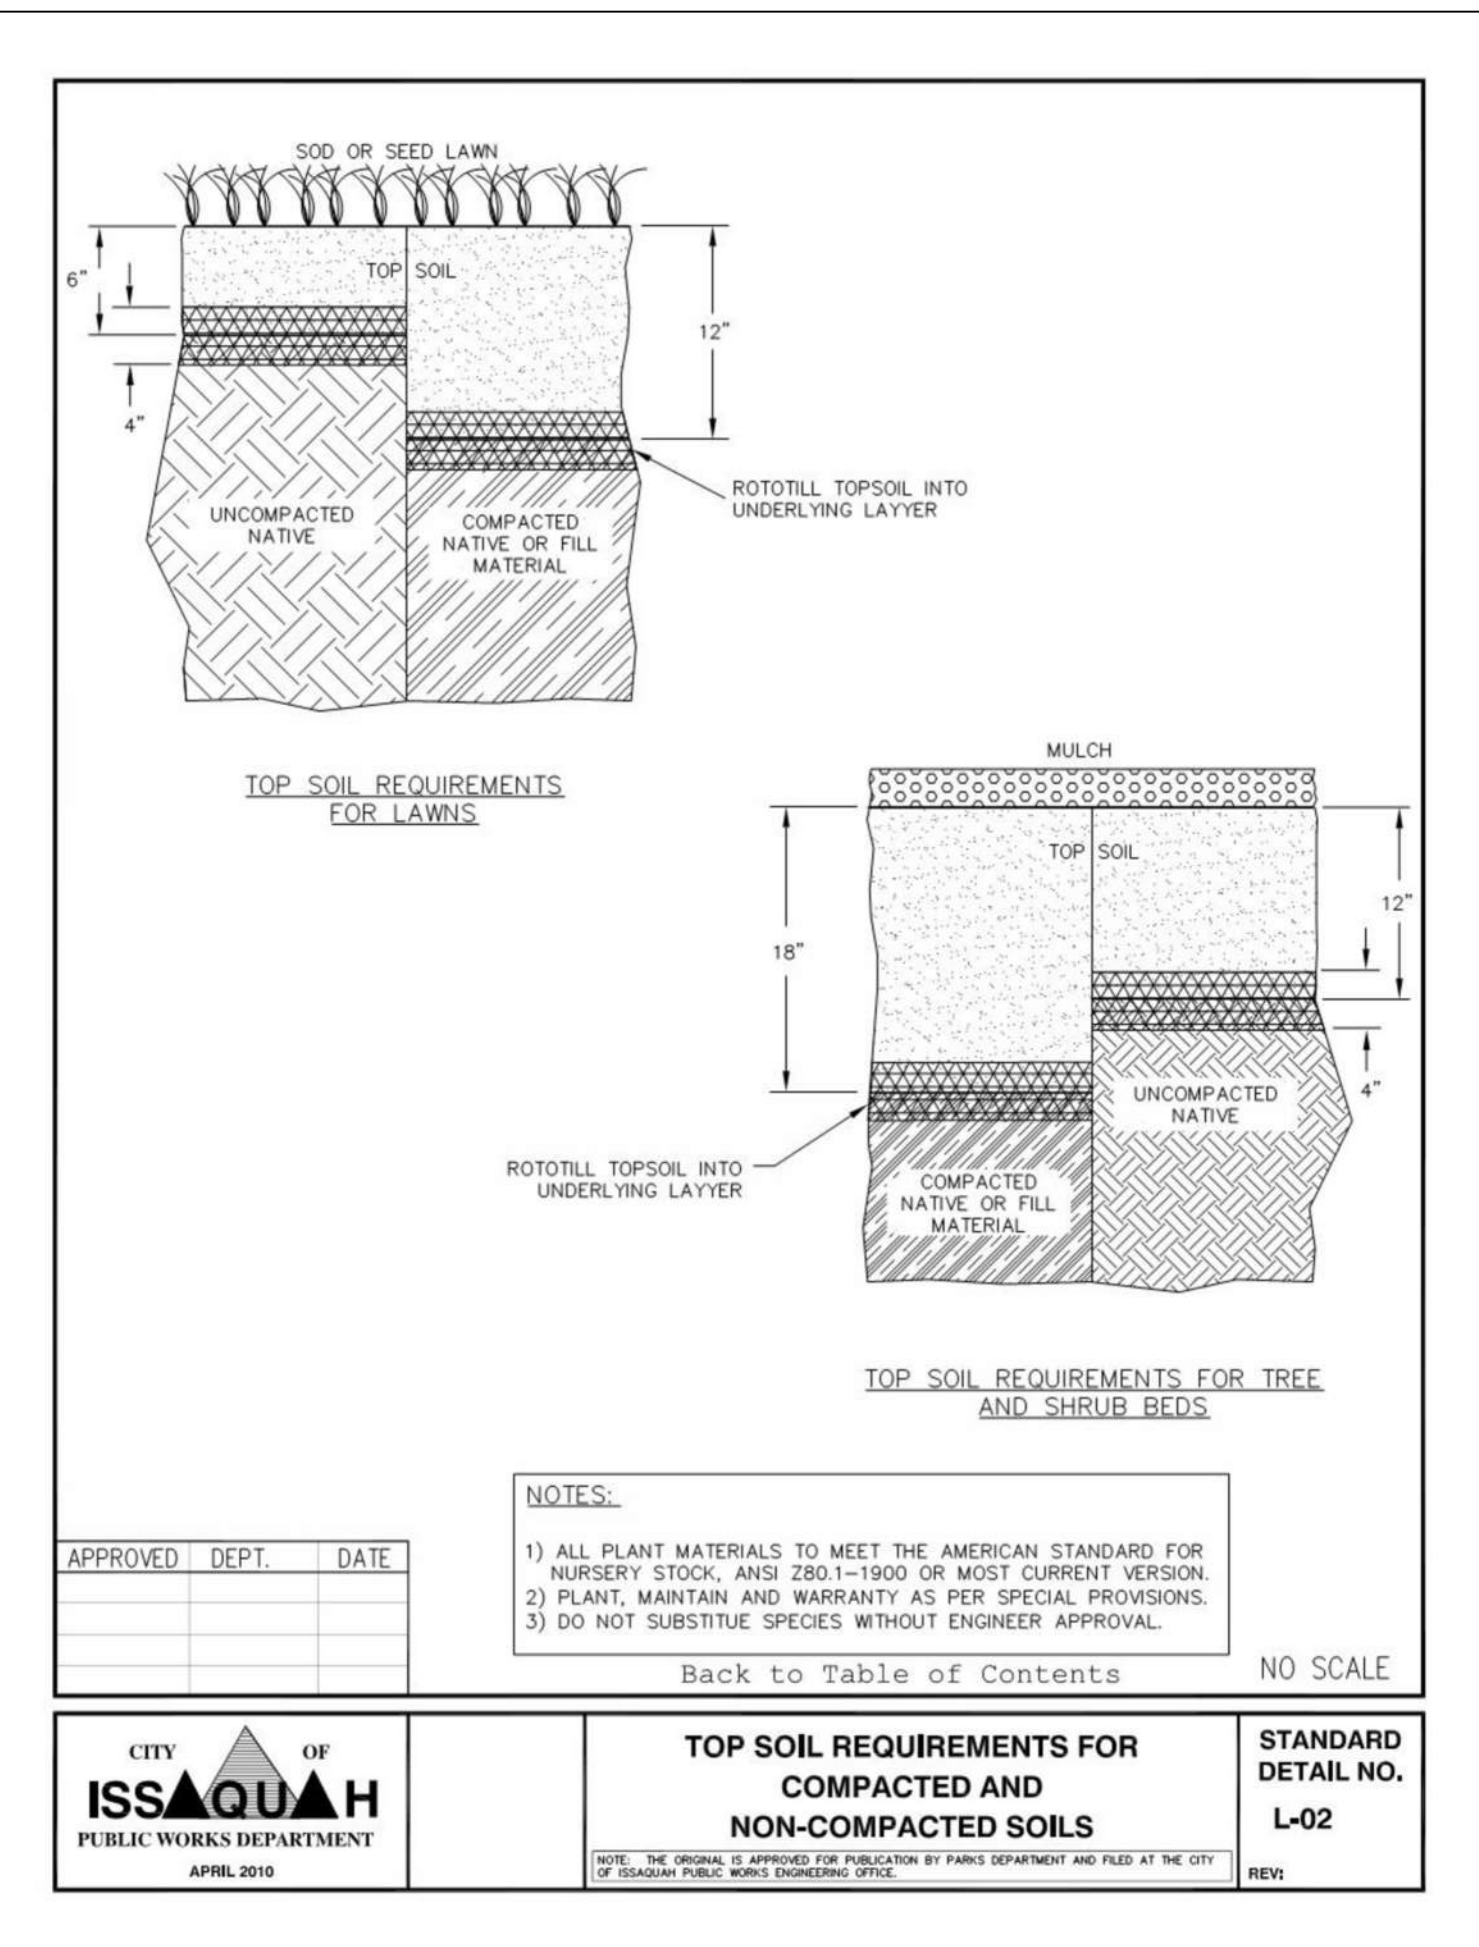 SOD OR SEED LAWN
TOP SOIL
6"
12"
4"
ROTOTILL TOPSOIL INTO
UNDERLYING LAYYER
UNCOMPACTED
NATIVE
COMPACTED
NATIVE OR FILL
MATERIAL
TOP SOIL REQUIREMENTS
FOR LAWNS
MULCH
TOP SOIL
12"
18"
4"
UNCOMPACTED
NATIVE
ROTOTILL TOPSOIL INTO
UNDERLYING LAYYER
COMPACTED
NATIVE OR FILL
MATERIAL
TOP SOIL REQUIREMENTS FOR TREE
AND SHRUB BEDS
NOTES:
1) ALL PLANT MATERIALS TO MEET THE AMERICAN STANDARD FOR
NURSERY STOCK, ANSI Z80.1-1900 OR MOST CURRENT VERSION.
2) PLANT, MAINTAIN AND WARRANTY AS PER SPECIAL PROVISIONS.
3) DO NOT SUBSTITUE SPECIES WITHOUT ENGINEER APPROVAL.
APPROVED DEPT. DATE
Back to Table of Contents
NO SCALE
CITY OF
ISSAQUAH
PUBLIC WORKS DEPARTMENT
APRIL 2010
TOP SOIL REQUIREMENTS FOR
COMPACTED AND
NON-COMPACTED SOILS
NOTE: THE ORIGINAL IS APPROVED FOR PUBLICATION BY PARKS DEPARTMENT AND FILED AT THE CITY
OF ISSAQUAH PUBLIC WORKS ENGINEERING OFFICE.
STANDARD
DETAIL NO.
L-02
REV: